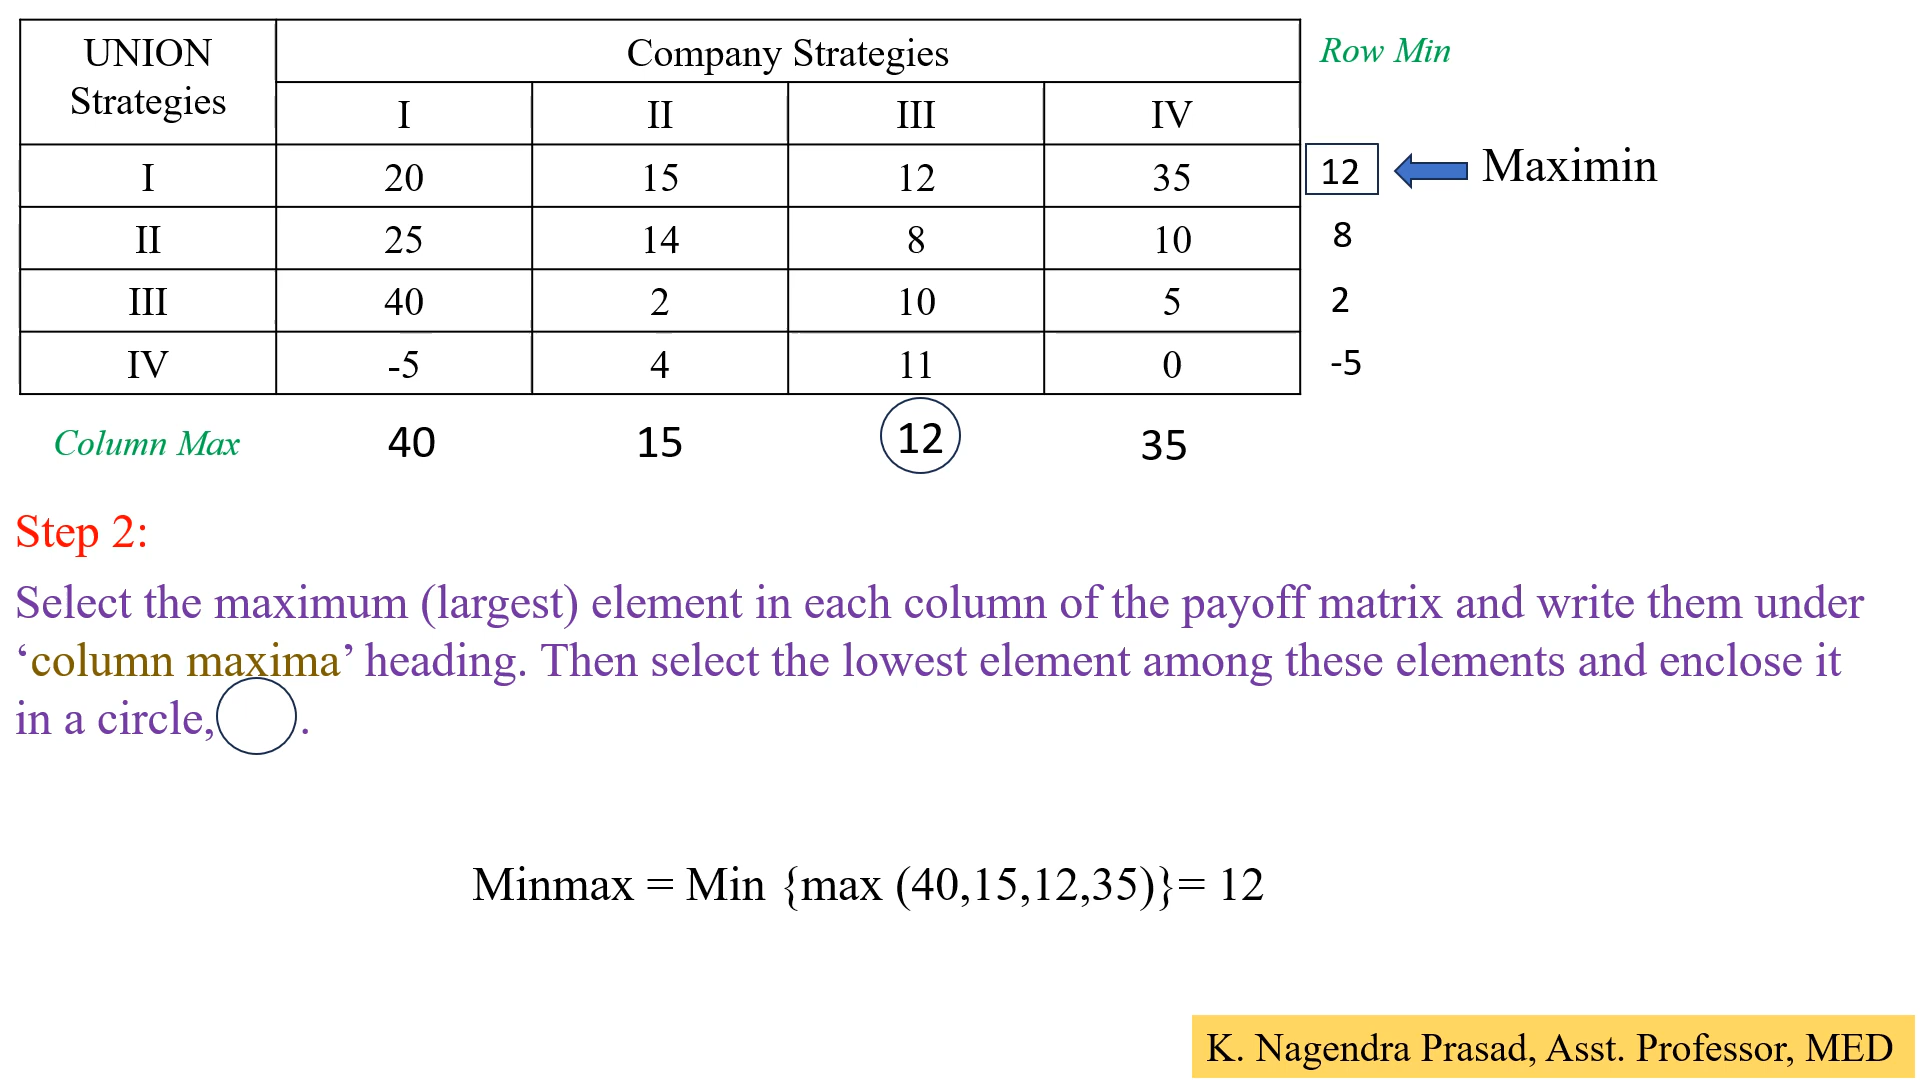 UNION Strategies Company Strategies Row Min
I II III IV
I 20 15 12 35 12 Maximin
II 25 14 8 10 8
III 40 2 10 5 2
IV -5 4 11 0 -5
Column Max 40 15 12 35
Step 2:
Select the maximum (largest) element in each column of the payoff matrix and write them under
‘column maxima’ heading. Then select the lowest element among these elements and enclose it
in a circle, .
Minmax = Min {max (40,15,12,35)}= 12
K. Nagendra Prasad, Asst. Professor, MED